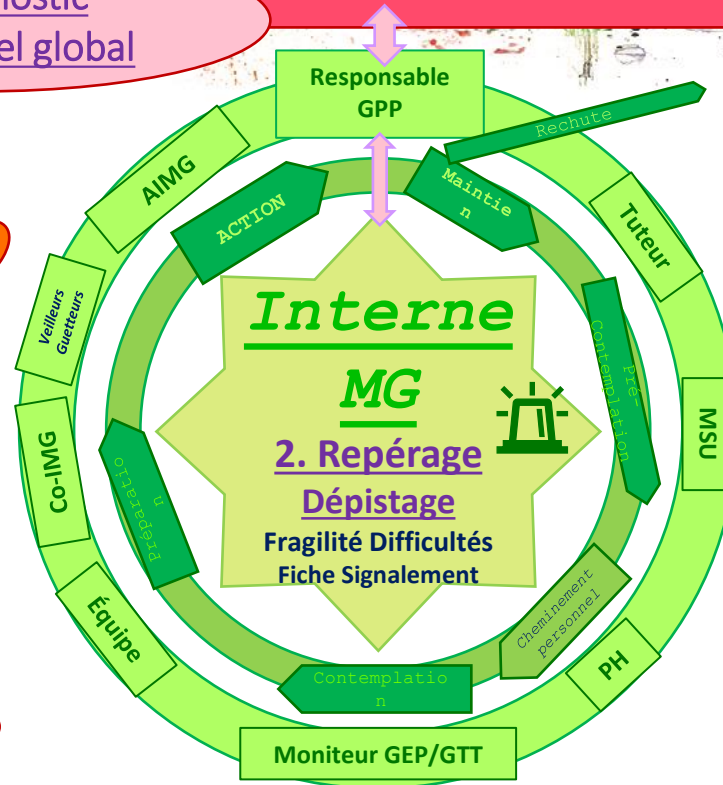 el global
Responsable
GPP
Rechute
AIMG
ACTION
Maintie
n
Tuteur
Veilleurs
Guetteurs
Interne
MG
2. Repérage
Dépistage
Fragilité Difficultés
Fiche Signalement
Pré-
Contemplation
MSU
Co-IMG
Préparatio
n
Cheminement
personnel
Équipe
PH
Contemplatio
n
Moniteur GEP/GTT